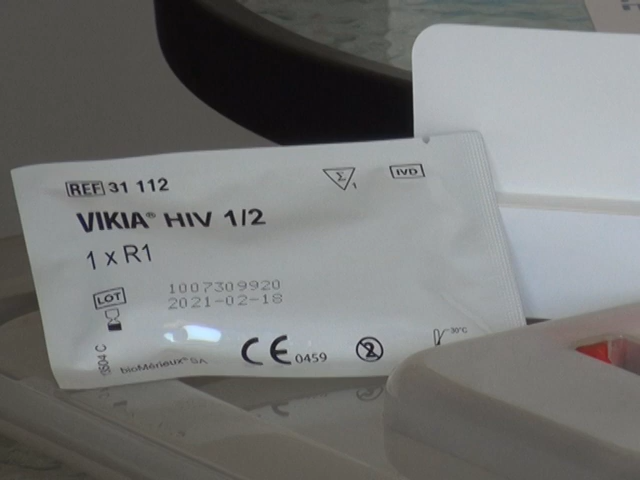 REF 31 112
Σ 1
IVD
VIKIA® HIV 1/2
1 x R1
LOT
1007309920
2021-02-18
bioMérieux® SA
CE 0459
2
30°C